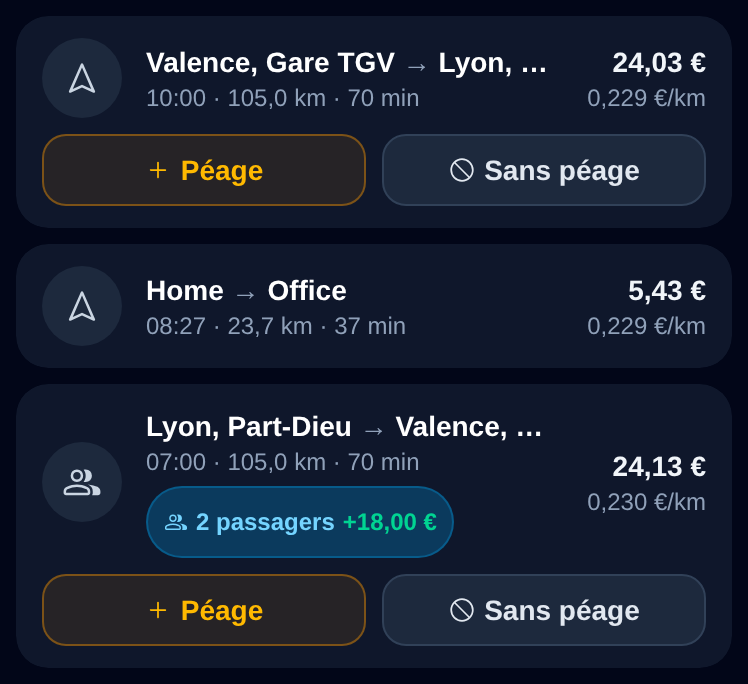 Valence, Gare TGV → Lyon, ...
24,03 €
10:00 · 105,0 km · 70 min
0,229 €/km
+ Péage
Sans péage
Home → Office
5,43 €
08:27 · 23,7 km · 37 min
0,229 €/km
Lyon, Part-Dieu → Valence, ...
07:00 · 105,0 km · 70 min
24,13 €
0,230 €/km
2 passagers +18,00 €
+ Péage
Sans péage